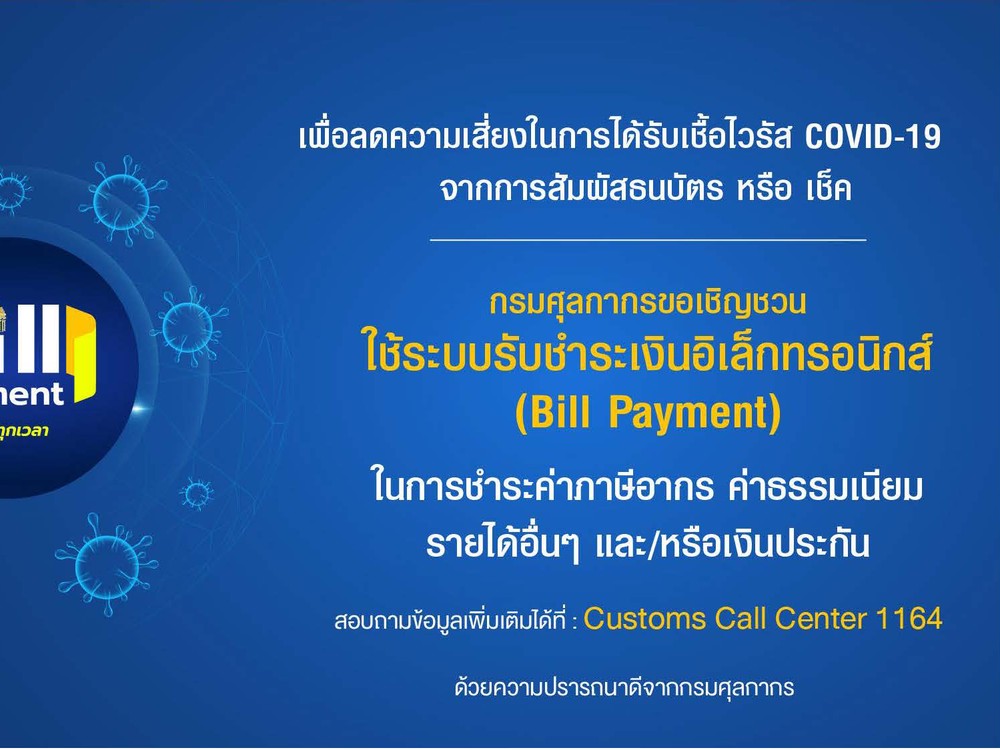 เพื่อลดความเสี่ยงในการได้รับเชื้อไวรัส COVID-19
จากการสัมผัสธนบัตร หรือ เช็ค
กรมศุลกากรขอเชิญชวน
ใช้ระบบรับชำระเงินอิเล็กทรอนิกส์
(Bill Payment)
ในการชำระค่าภาษีอากร ค่าธรรมเนียม
รายได้อื่นๆ และ/หรือเงินประกัน
สอบถามข้อมูลเพิ่มเติมได้ที่ : Customs Call Center 1164
ด้วยความปรารถนาดีจากกรมศุลกากร
ill
ment
ทุกเวลา